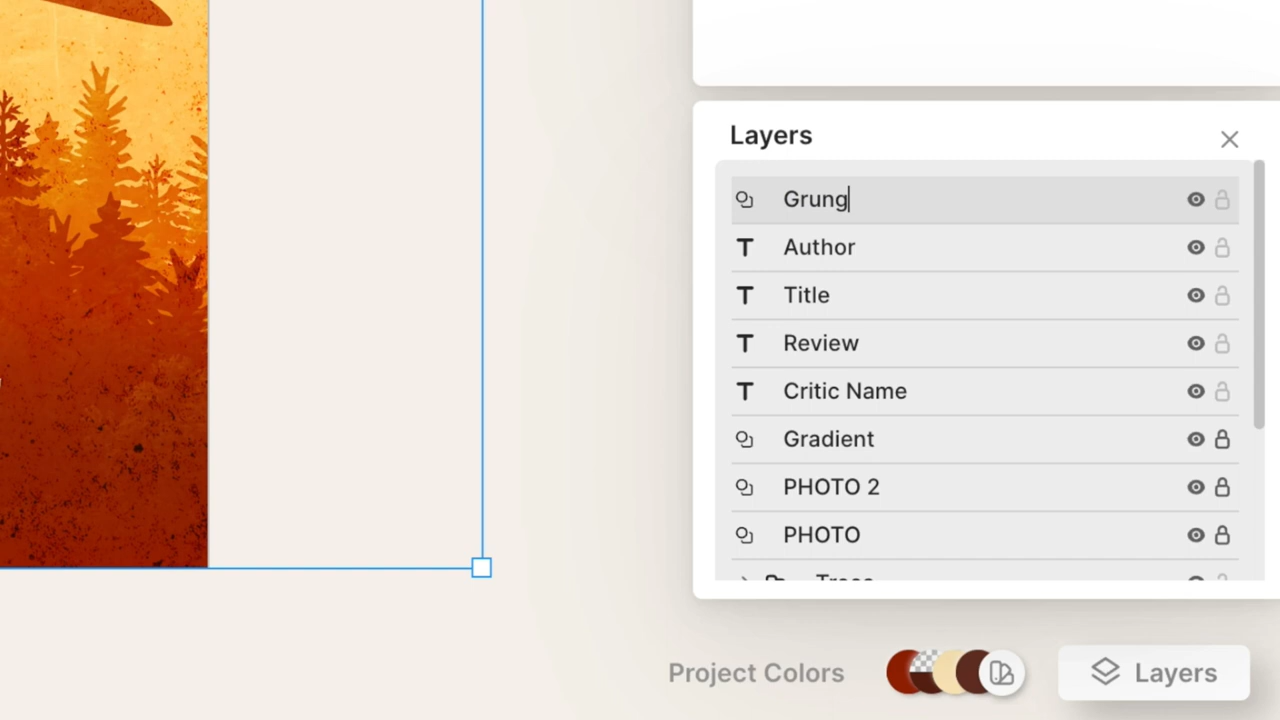 Layers
Grung
Author
Title
Review
Critic Name
Gradient
PHOTO 2
PHOTO
Project Colors
Layers